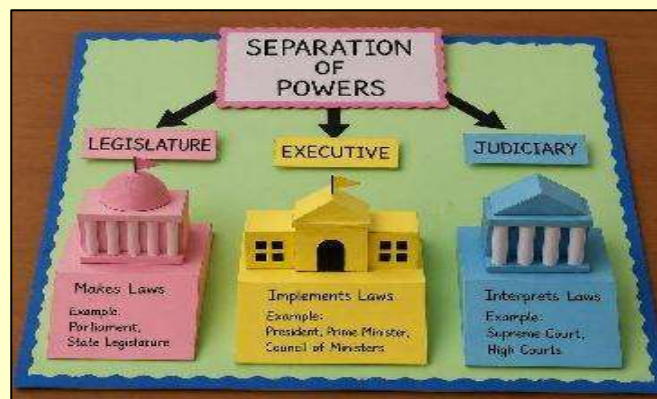 SEPARATION
OF
POWERS
LEGISLATURE
EXECUTIVE
JUDICIARY
Makes Laws
Example:
Parliament,
State Legislature
Implements Laws
Example:
President, Prime Minister,
Council of Ministers
Interprets Laws
Example:
Supreme Court,
High Courts